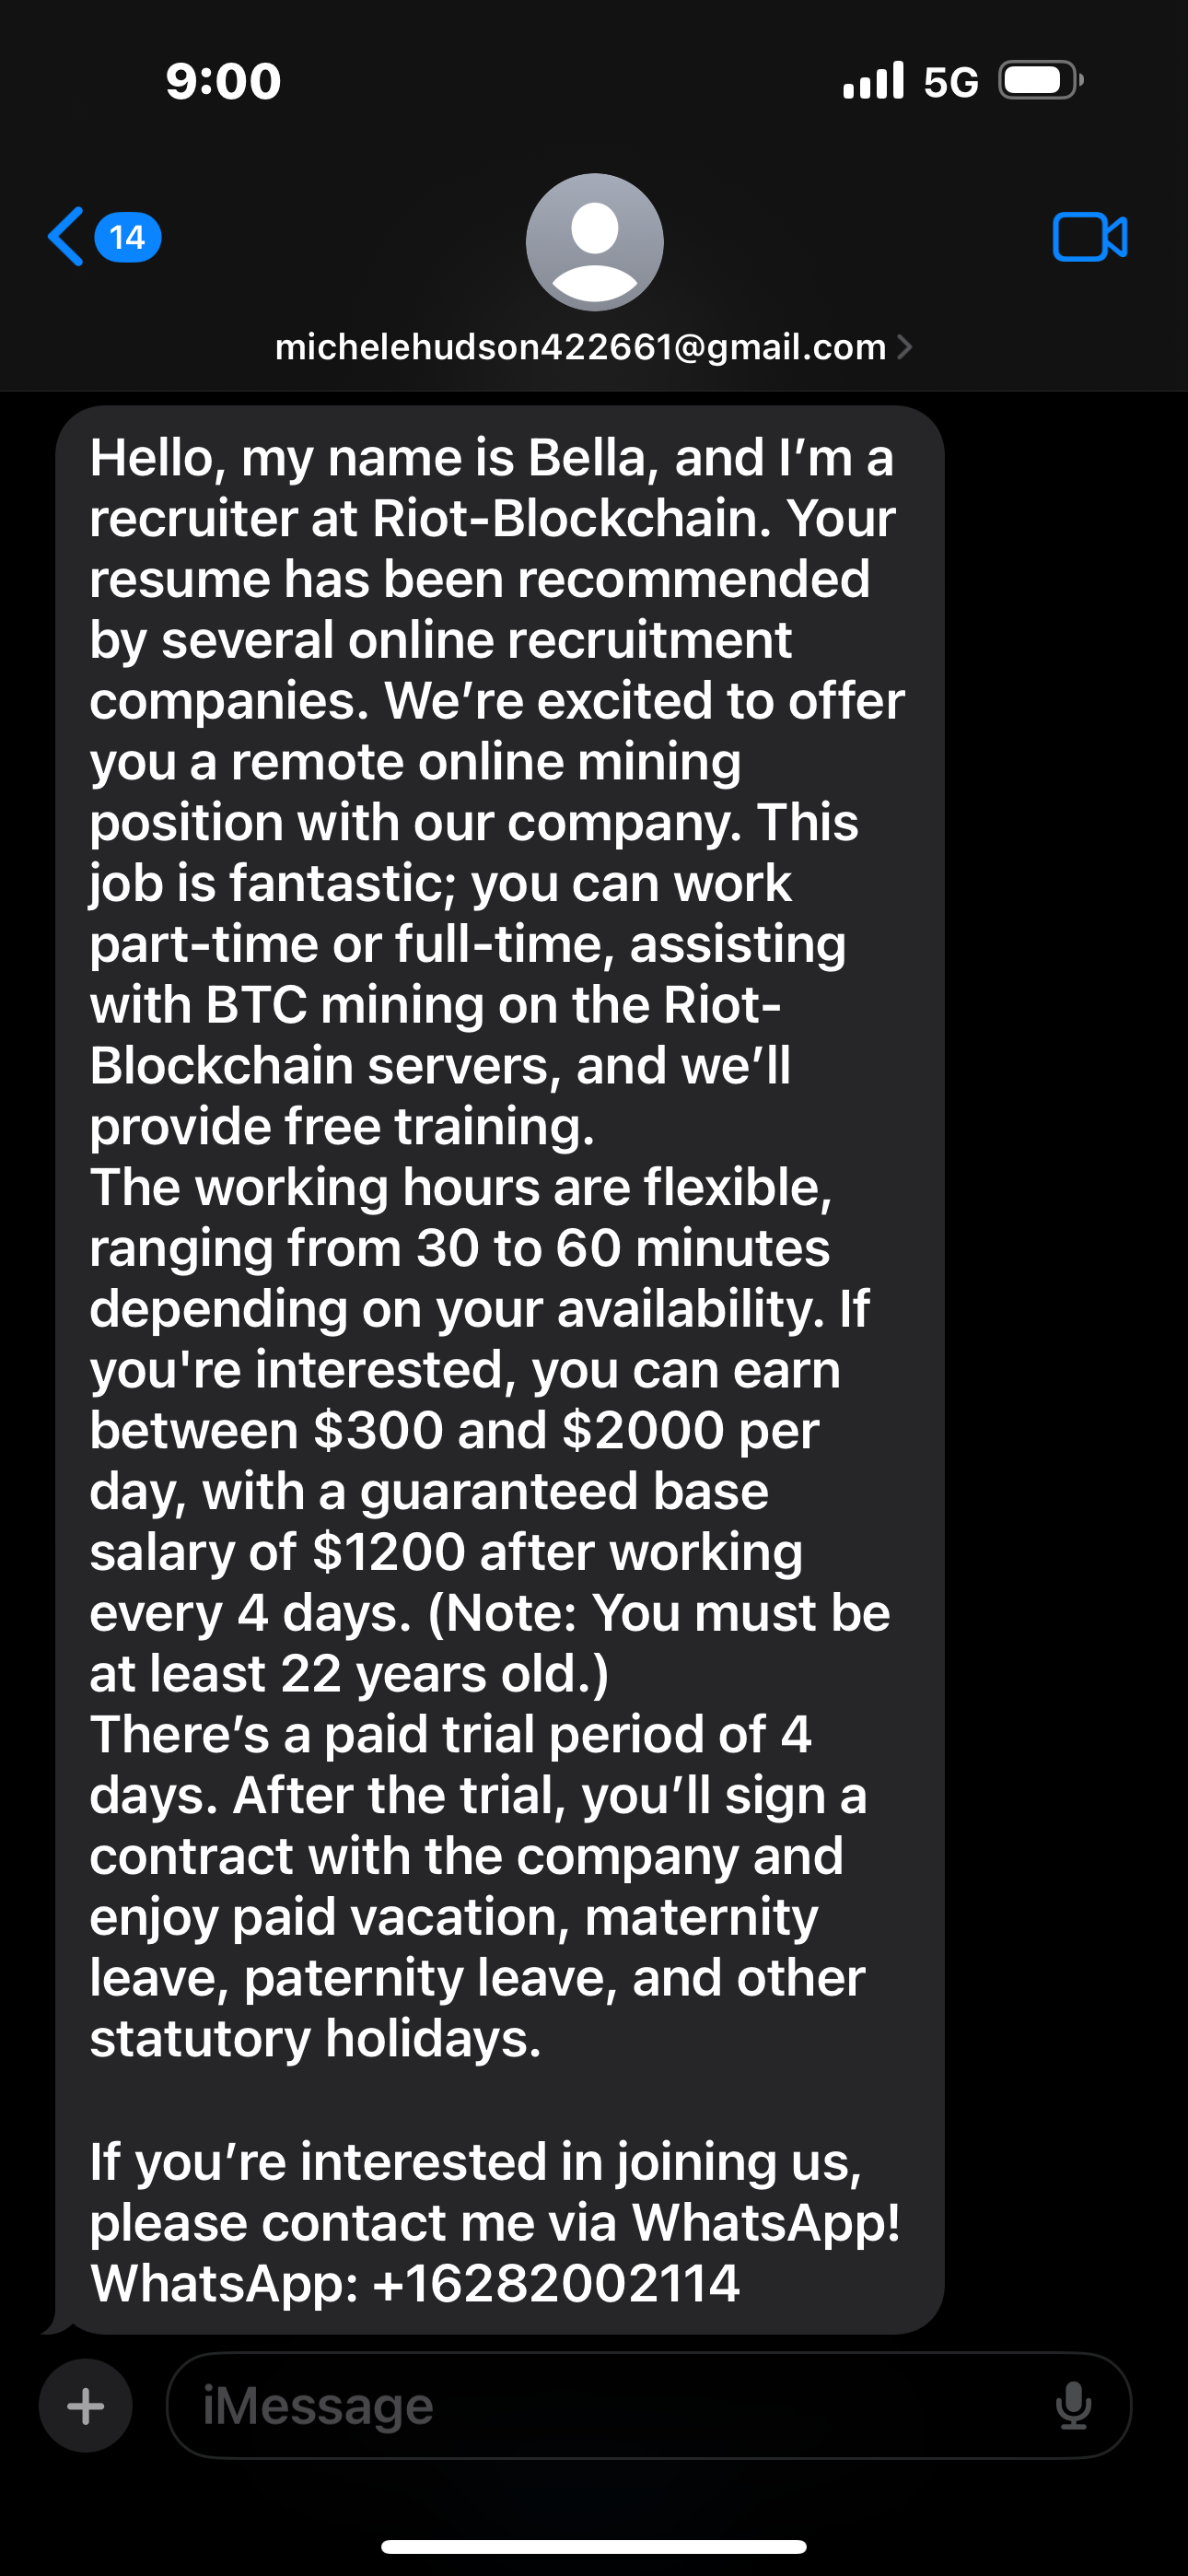 9:00
5G
14
michelehudson422661@gmail.com
Hello, my name is Bella, and I’m a
recruiter at Riot-Blockchain. Your
resume has been recommended
by several online recruitment
companies. We’re excited to offer
you a remote online mining
position with our company. This
job is fantastic; you can work
part-time or full-time, assisting
with BTC mining on the Riot-
Blockchain servers, and we’ll
provide free training.
The working hours are flexible,
ranging from 30 to 60 minutes
depending on your availability. If
you're interested, you can earn
between $300 and $2000 per
day, with a guaranteed base
salary of $1200 after working
every 4 days. (Note: You must be
at least 22 years old.)
There’s a paid trial period of 4
days. After the trial, you’ll sign a
contract with the company and
enjoy paid vacation, maternity
leave, paternity leave, and other
statutory holidays.
If you’re interested in joining us,
please contact me via WhatsApp!
WhatsApp: +16282002114
iMessage